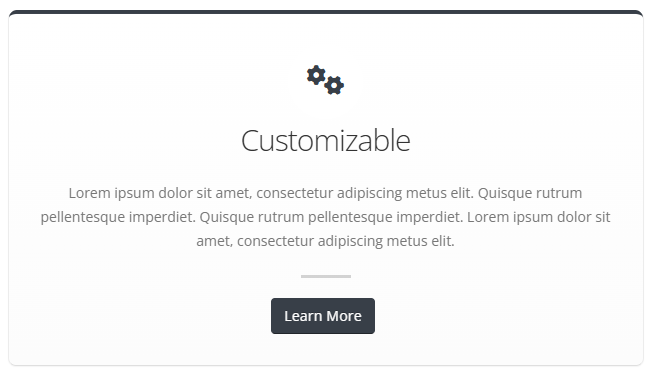 Customizable
Lorem ipsum dolor sit amet, consectetur adipiscing metus elit. Quisque rutrum
pellentesque imperdiet. Quisque rutrum pellentesque imperdiet. Lorem ipsum dolor sit
amet, consectetur adipiscing metus elit.
Learn More